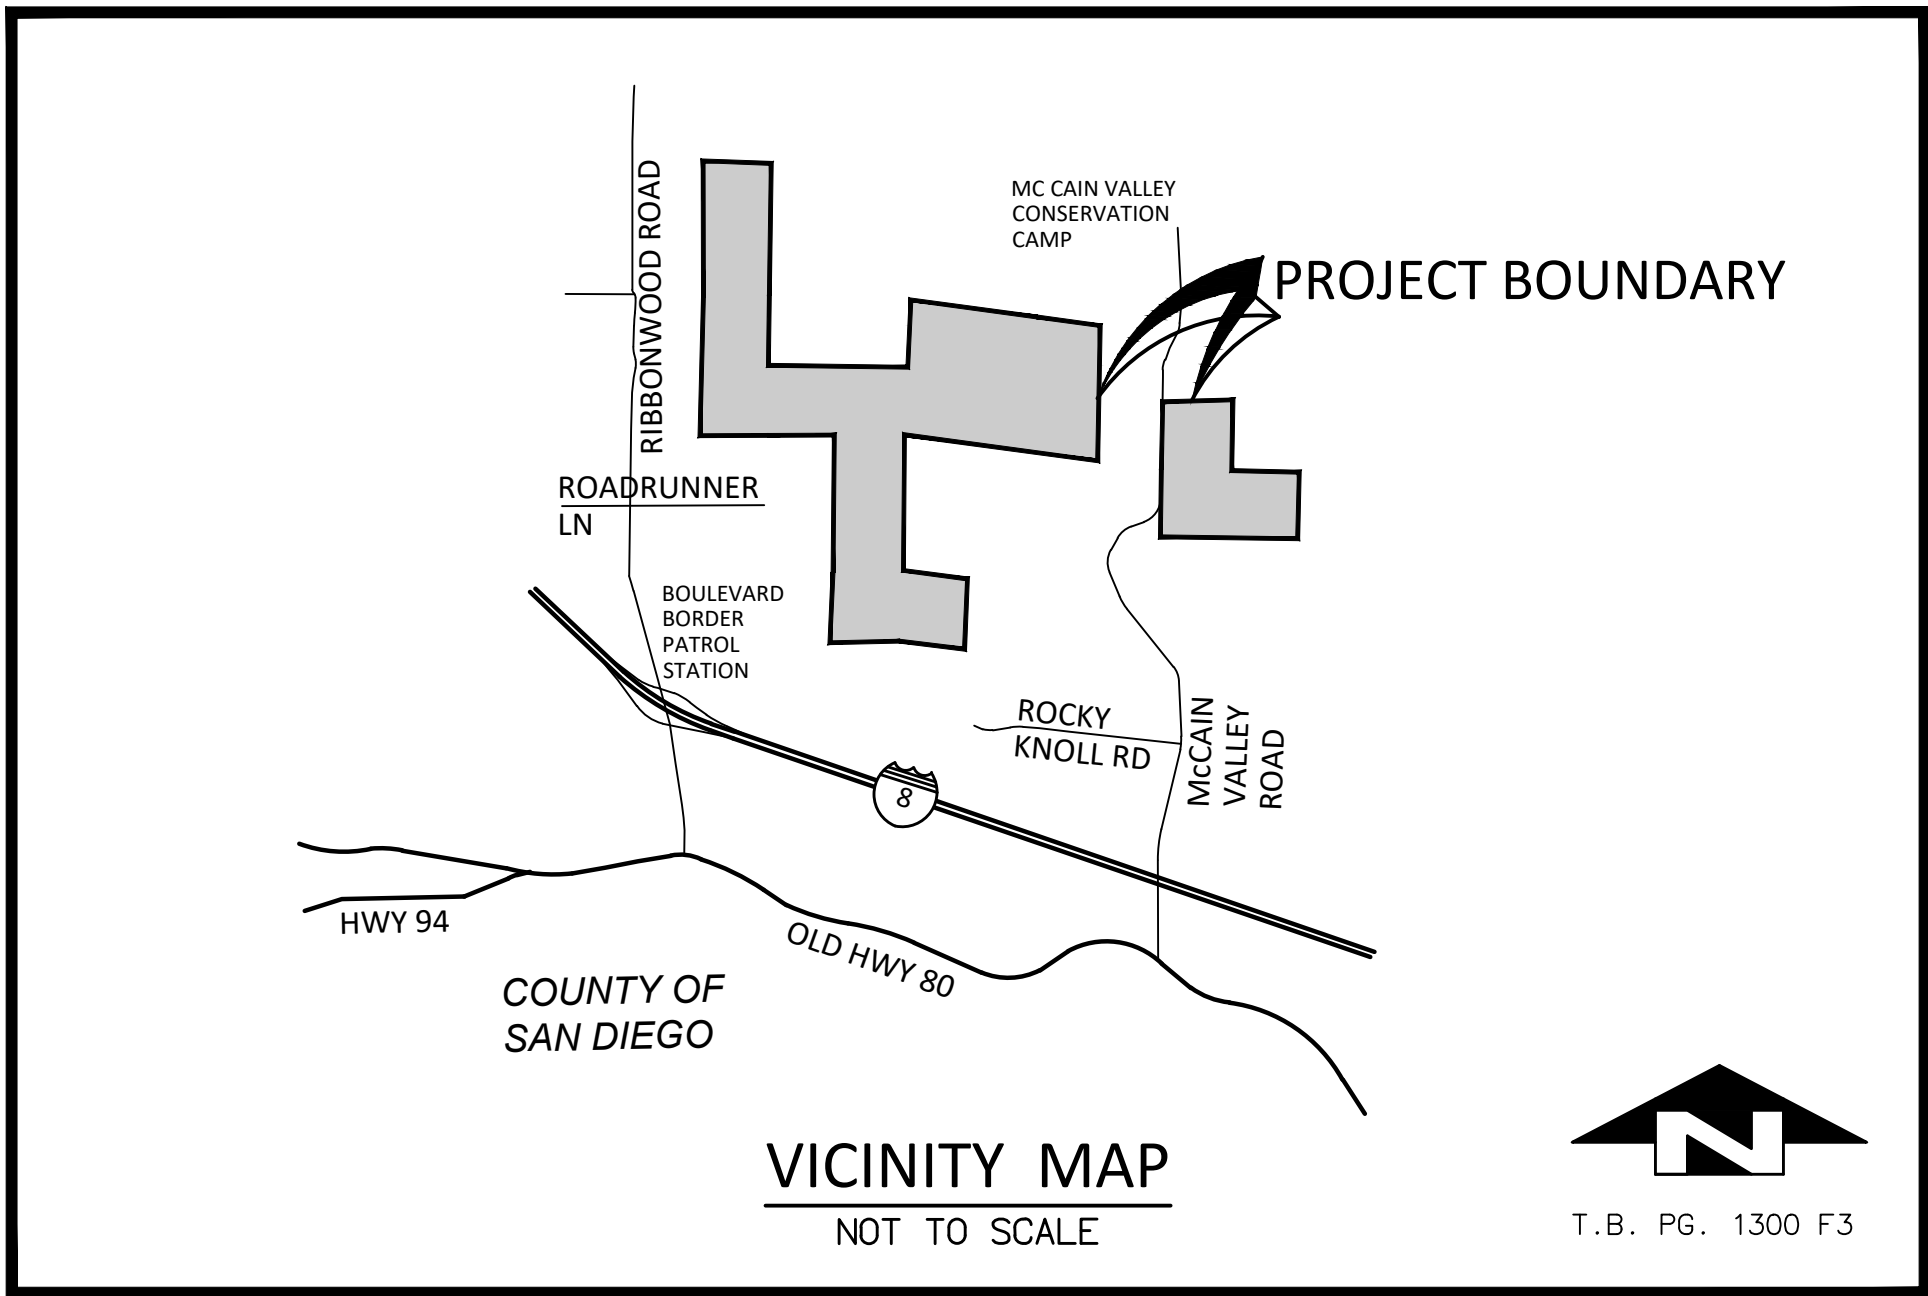 MC CAIN VALLEY
CONSERVATION
CAMP
PROJECT BOUNDARY
RIBBONWOOD ROAD
ROADRUNNER
LN
BOULEVARD
BORDER
PATROL
STATION
ROCKY
KNOLL RD
McCAIN
VALLEY
ROAD
8
HWY 94
OLD HWY 80
COUNTY OF
SAN DIEGO
VICINITY MAP
NOT TO SCALE
N
T.B. PG. 1300 F3